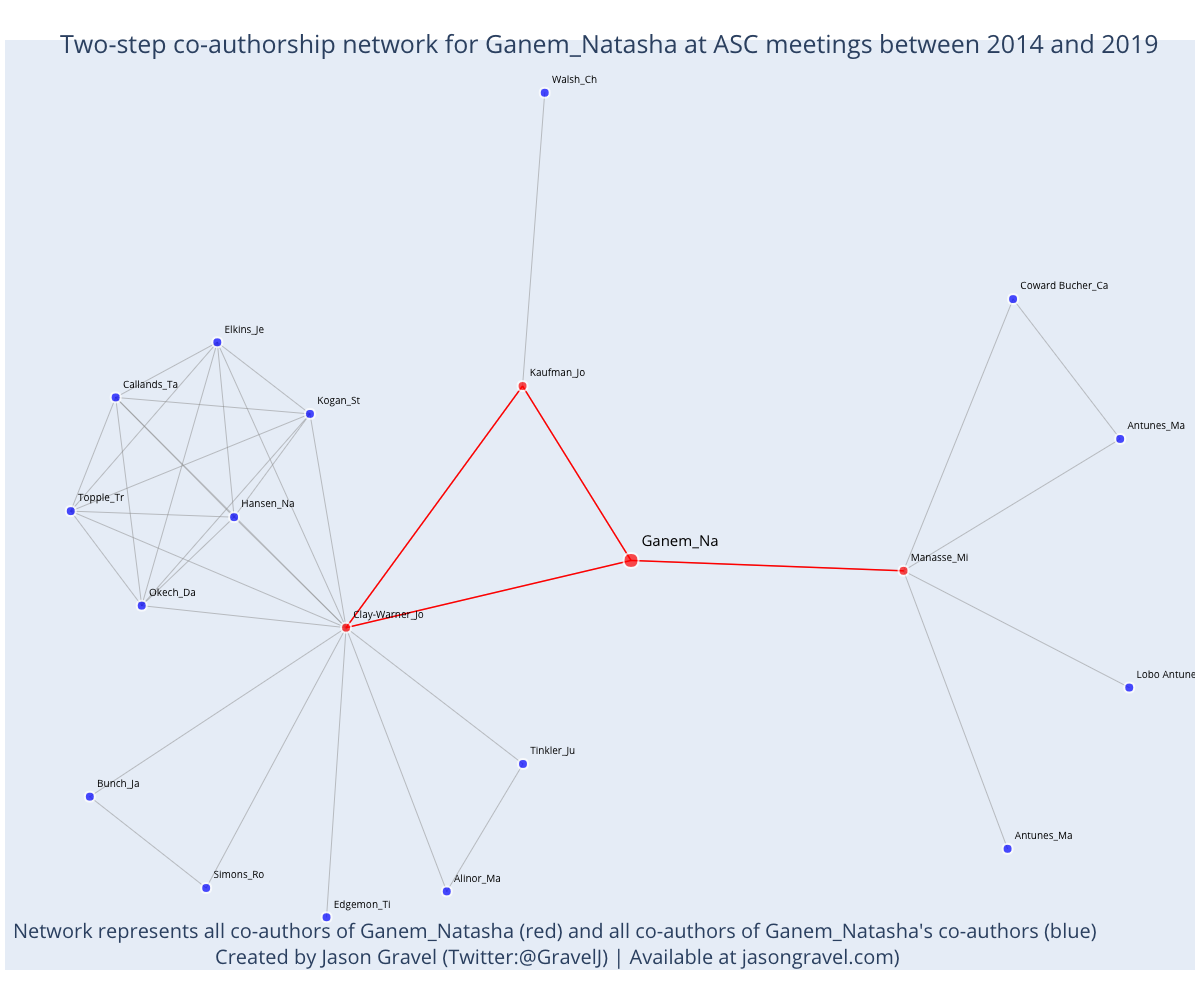 Two-step co-authorship network for Ganem_Natasha at ASC meetings between 2014 and 2019
Walsh_Ch
Coward Bucher_Ca
Elkins_Je
Kaufman_Jo
Callands_Ta
Kogan_St
Antunes_Ma
Topple_Tr
Hansen_Na
Ganem_Na
Manasse_Mi
Okech_Da
Clay-Warner_Jo
Lobo Antune
Tinkler_Ju
Bunch_Ja
Antunes_Ma
Simons_Ro
Alinor_Ma
Edgemon_Ti
Network represents all co-authors of Ganem_Natasha (red) and all co-authors of Ganem_Natasha's co-authors (blue)
Created by Jason Gravel (Twitter:@GravelJ) | Available at jasongravel.com)